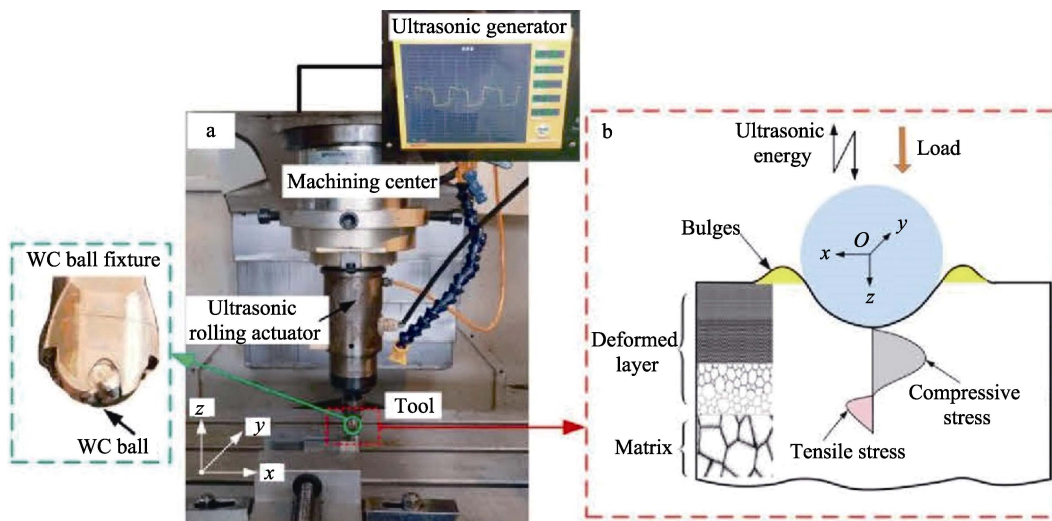 Ultrasonic generator
a
Machining center
Ultrasonic
rolling actuator
Tool
z
y
x
WC ball fixture
WC ball
b
Ultrasonic
energy
Load
Bulges
x
O
y
z
Deformed
layer
Compressive
stress
Matrix
Tensile stress